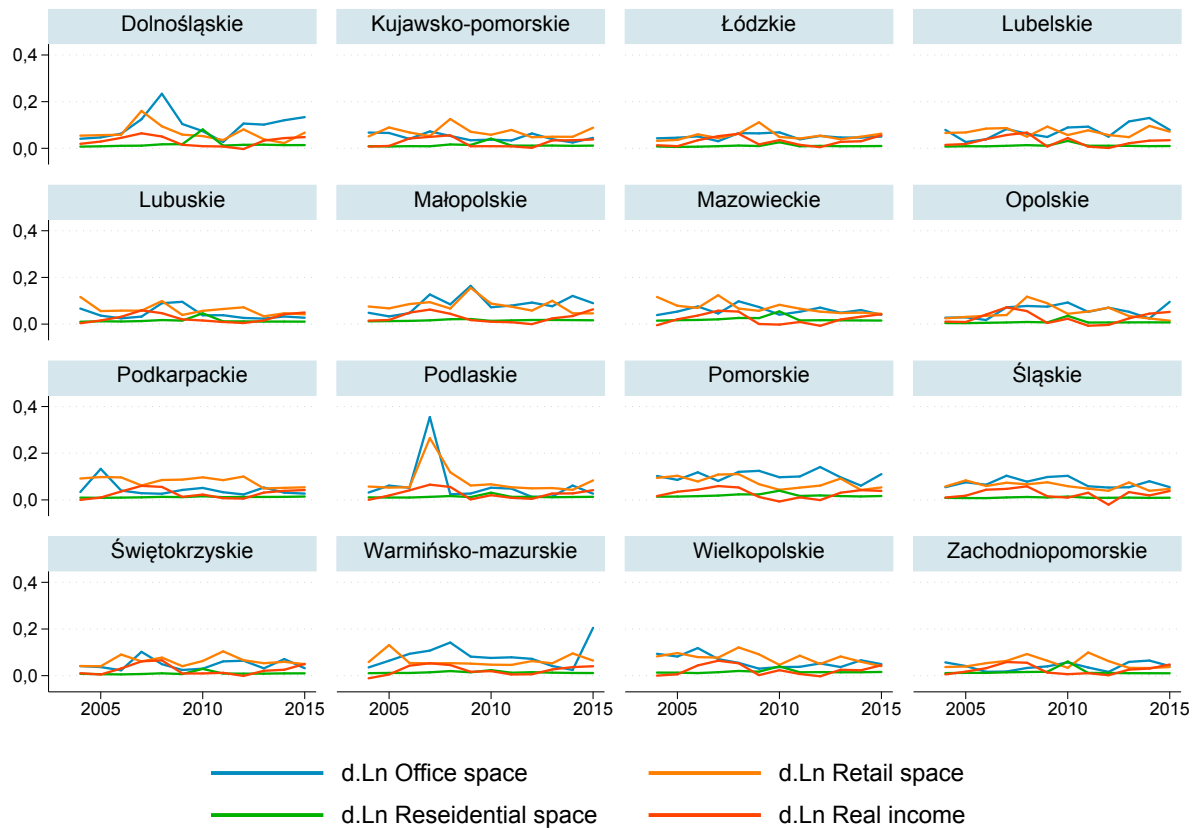 Dolnośląskie Kujawsko-pomorskie Łódzkie Lubelskie
0,4
0,2
0,0
Lubuskie Małopolskie Mazowieckie Opolskie
0,4
0,2
0,0
Podkarpackie Podlaskie Pomorskie Śląskie
0,4
0,2
0,0
Świętokrzyskie Warmińsko-mazurskie Wielkopolskie Zachodniopomorskie
0,4
0,2
0,0
2005 2010 2015 2005 2010 2015 2005 2010 2015 2005 2010 2015
d.Ln Office space d.Ln Retail space
d.Ln Reseidential space d.Ln Real income